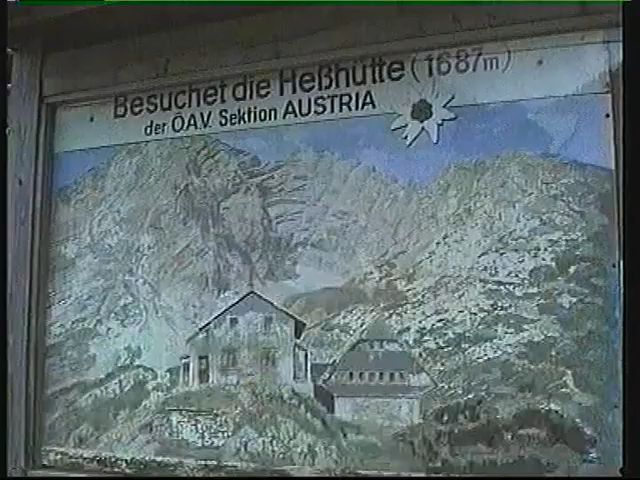 Besuchet die Heßhütte (1687m)
der ÖAV. Sektion AUSTRIA